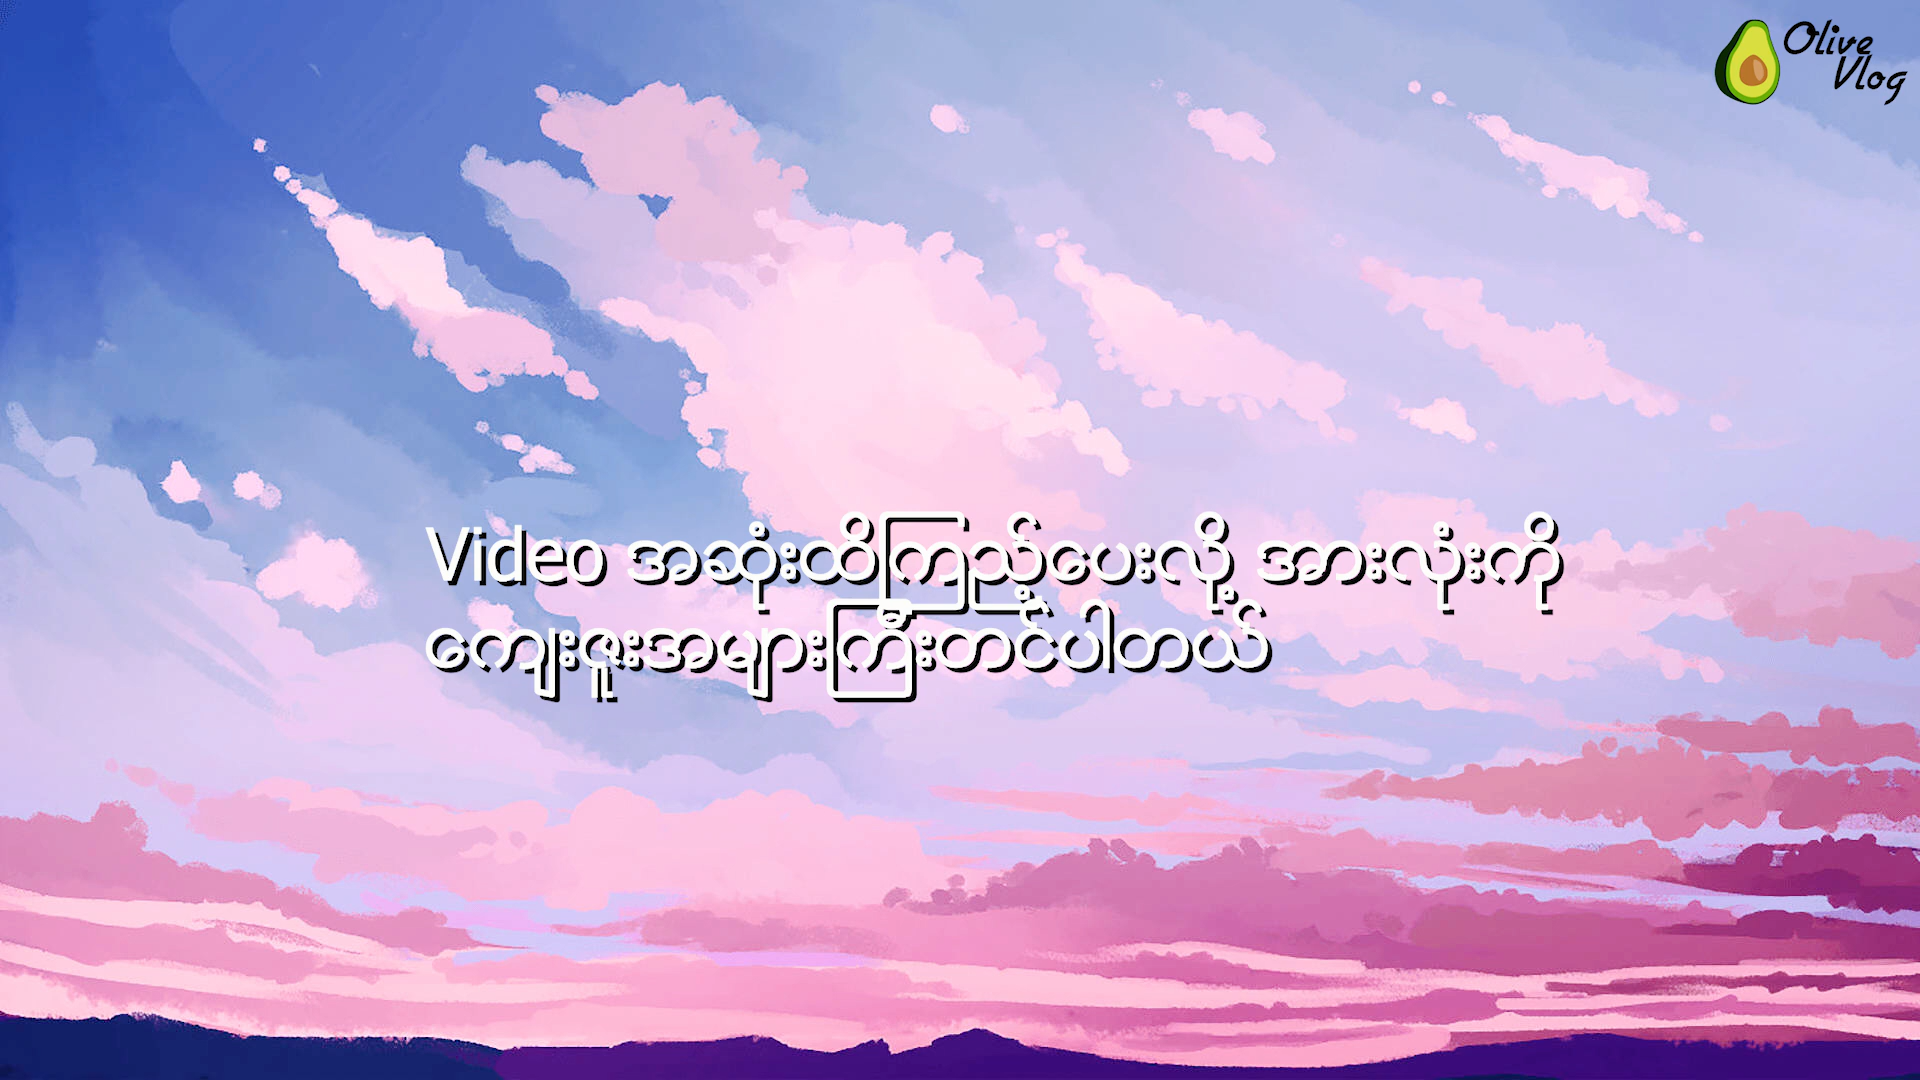 Olive
Vlog
Video အဆုံးထိကြည့်ပေးလို့ အားလုံးကို
ကျေးဇူးအများကြီးတင်ပါတယ်